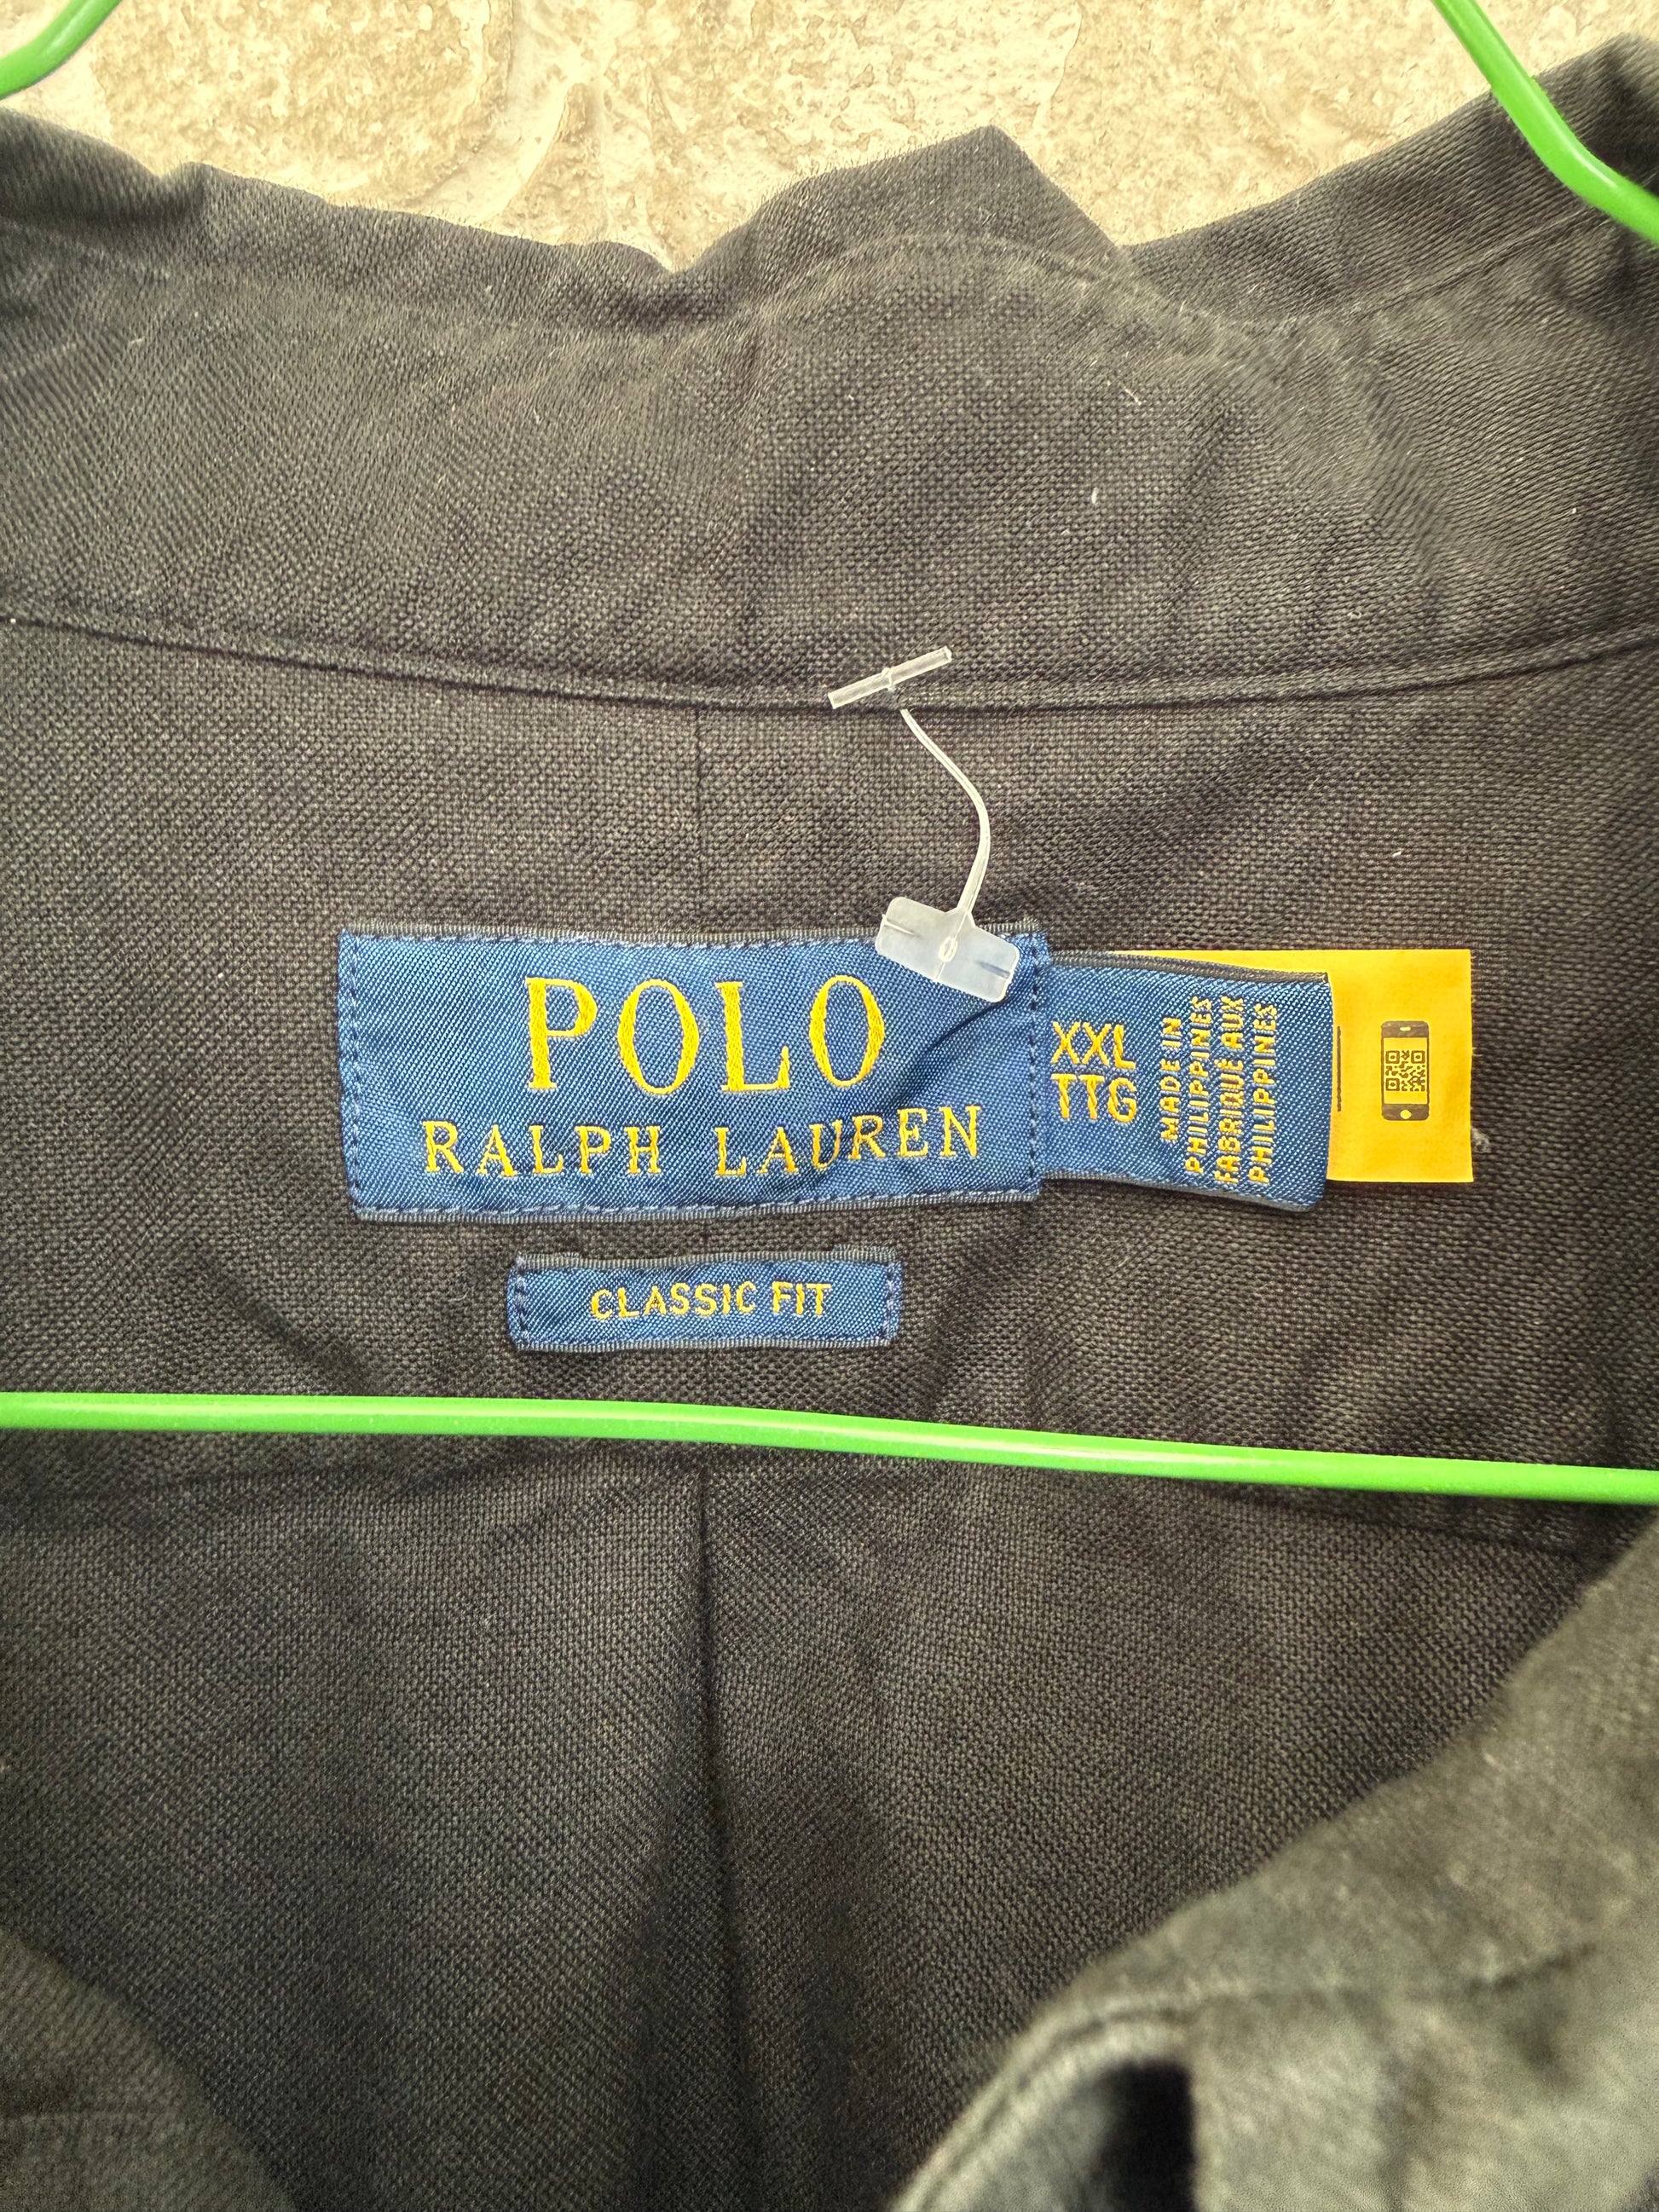 POLO
RALPH LAUREN
XXL
TTG
MADE IN
PHILIPPINES
FABRIQUÉ AUX
PHILIPPINES
CLASSIC FIT